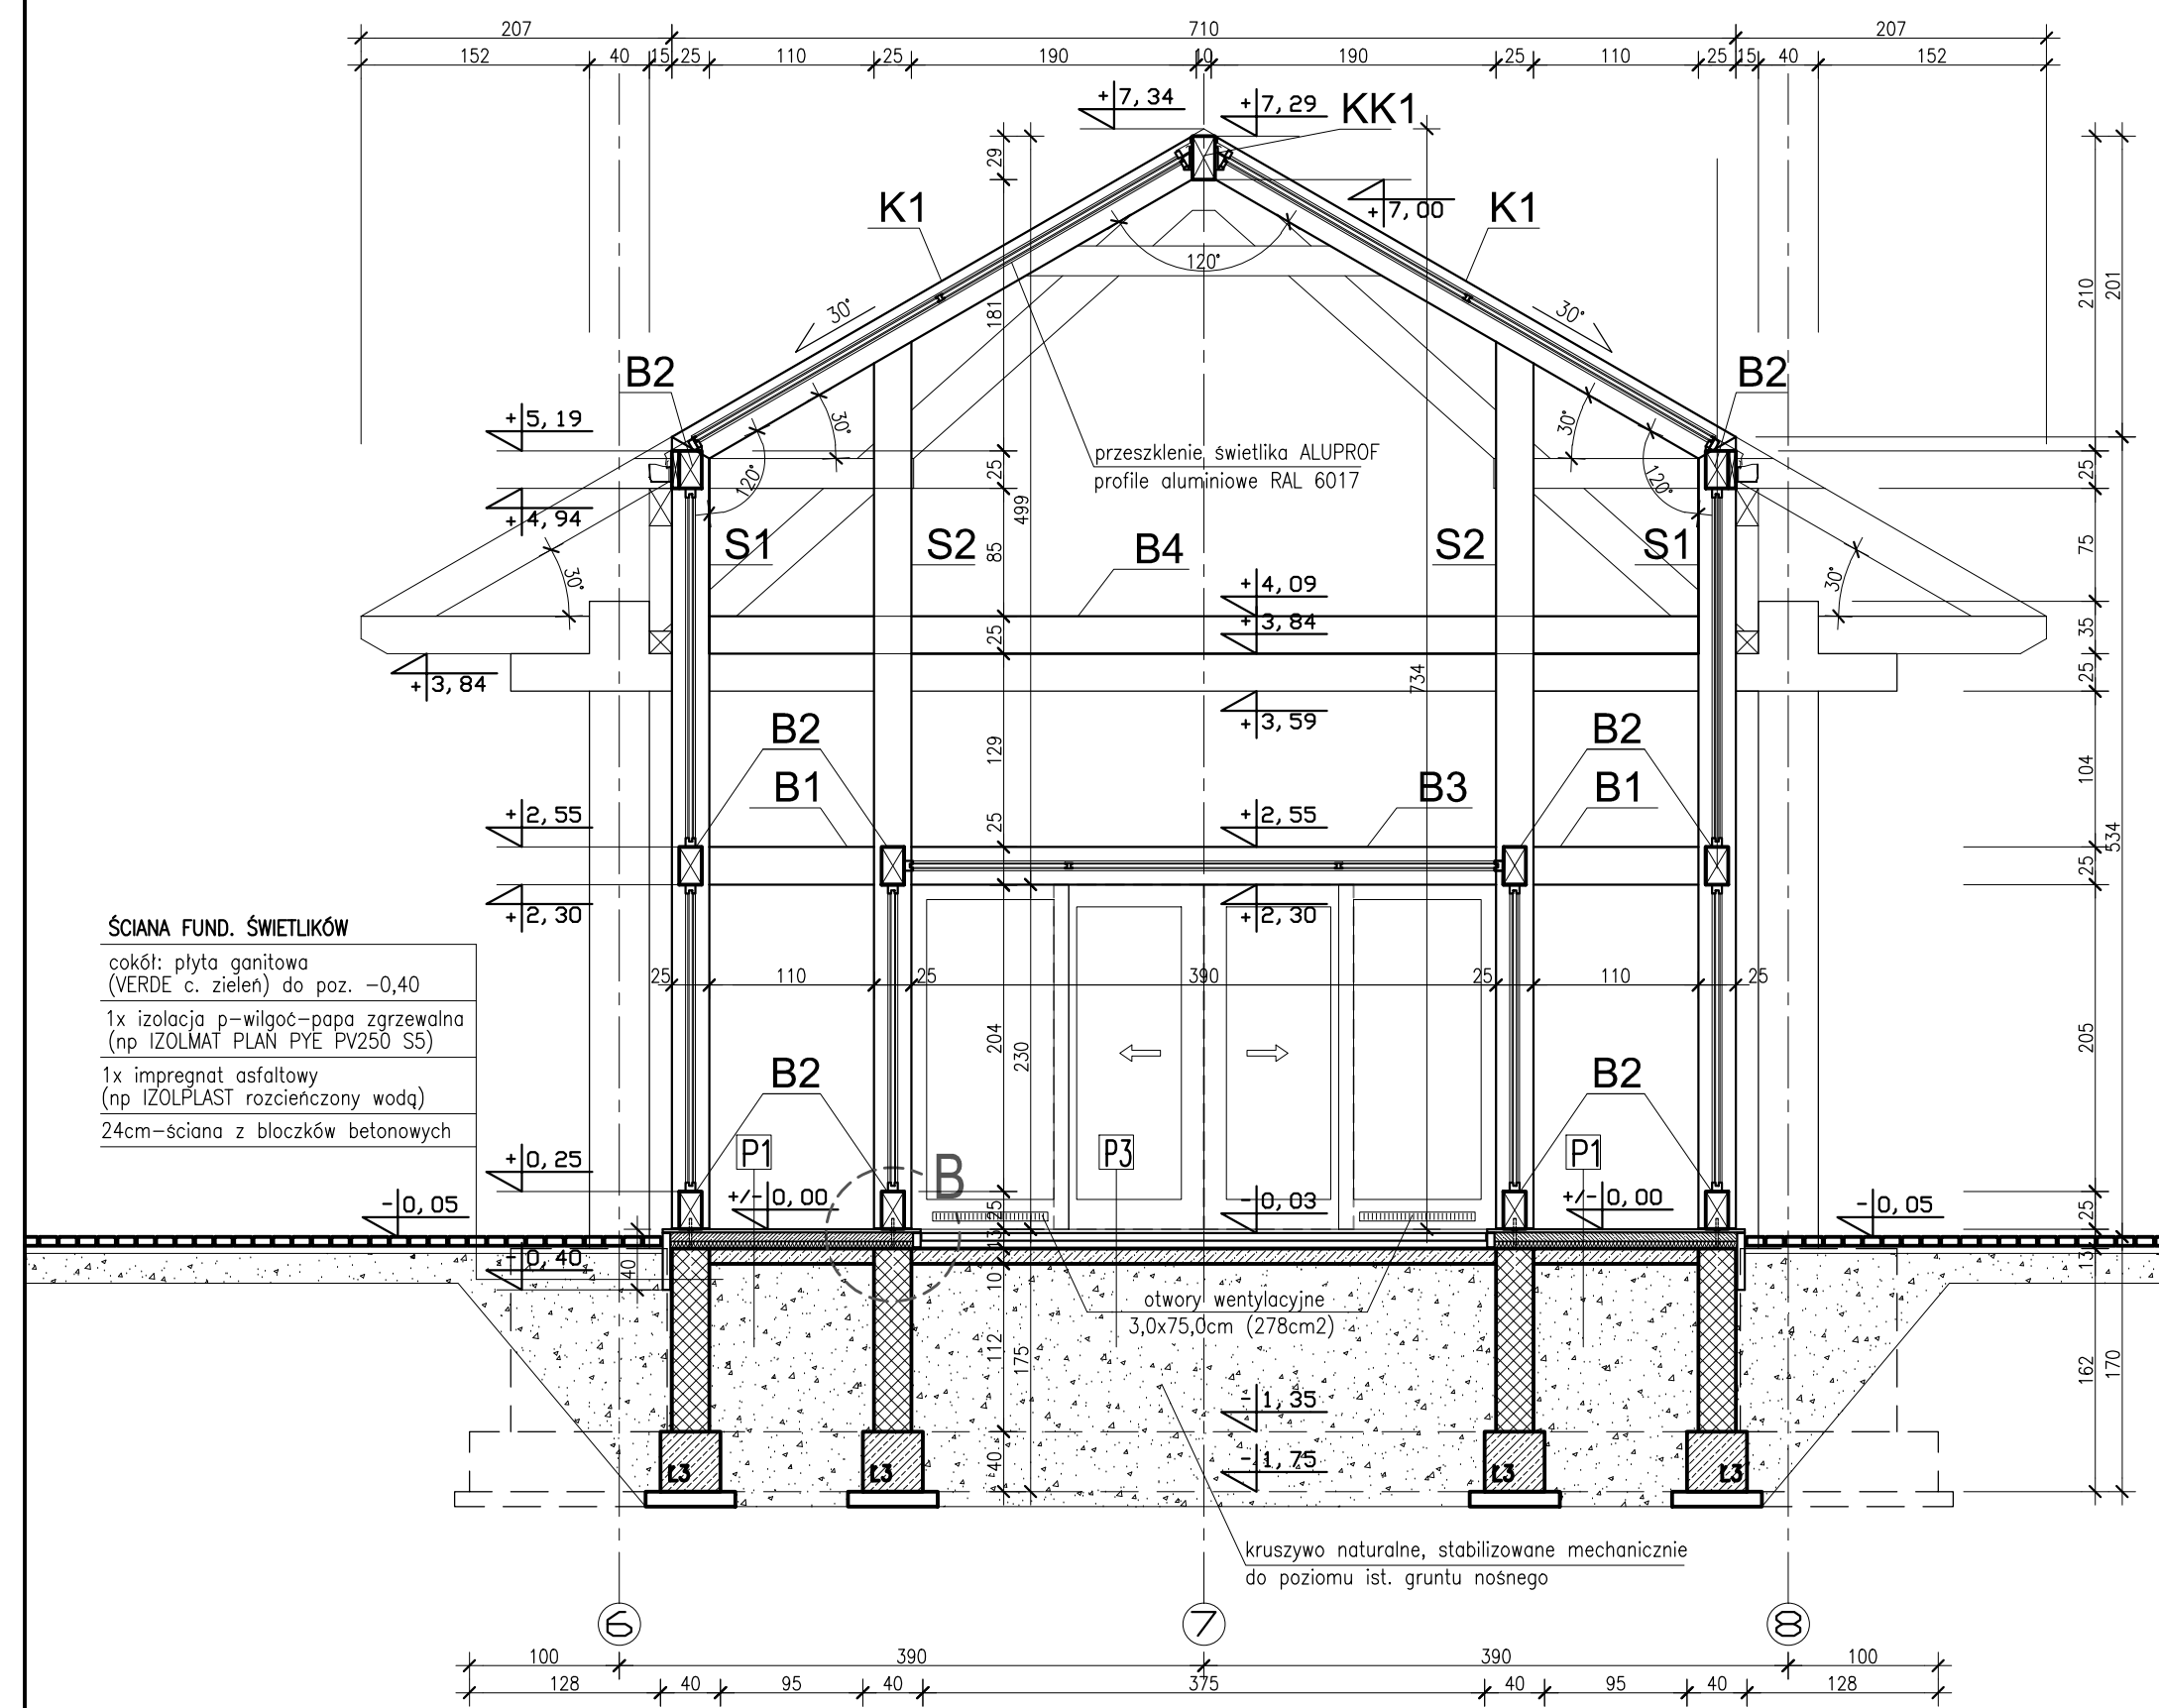 207 710 207
152 40 15 25 110 25 190 10 190 25 110 25 15 40 152
+7,34 +7,29 KK1
+7,00
K1 K1
29
120°
30° 30°
181
210 201
B2 B2
+5,19
30° 30°
120° 120°
przeszklenie świetlika ALUPROF
profile aluminiowe RAL 6017
25 25
499
+4,94
S1 S2 B4 S2 S1
85 75
30° 30°
+4,09
+3,84
25 35
+3,84
734
25
+3,59
B2 B2
129 104
B1 B3 B1
+2,55 +2,55
25 534
25
+2,30 +2,30
ŚCIANA FUND. ŚWIETLIKÓW
cokół: płyta ganitowa
(VERDE c. zieleń) do poz. -0,40
1x izolacja p-wilgoć-papa zgrzewalna
(np IZOLMAT PLAN PYE PV250 S5)
1x impregnat asfaltowy
(np IZOLPLAST rozcieńczony wodą)
24cm-ściana z bloczków betonowych
25 110 25 390 25 110 25
204 230 205
B2 B2
P1 P3 P1
+0,25 B
-0,05 +/-0,00 -0,03 +/-0,00 -0,05
25 25
13 13
-0,40
40 10
otwory wentylacyjne
3,0x75,0cm (278cm2)
112 175 162 170
-1,35
40
-1,75
Ł3 Ł3 Ł3 Ł3
kruszywo naturalne, stabilizowane mechanicznie
do poziomu ist. gruntu nośnego
6 7 8
100 390 390 100
128 40 95 40 375 40 95 40 128